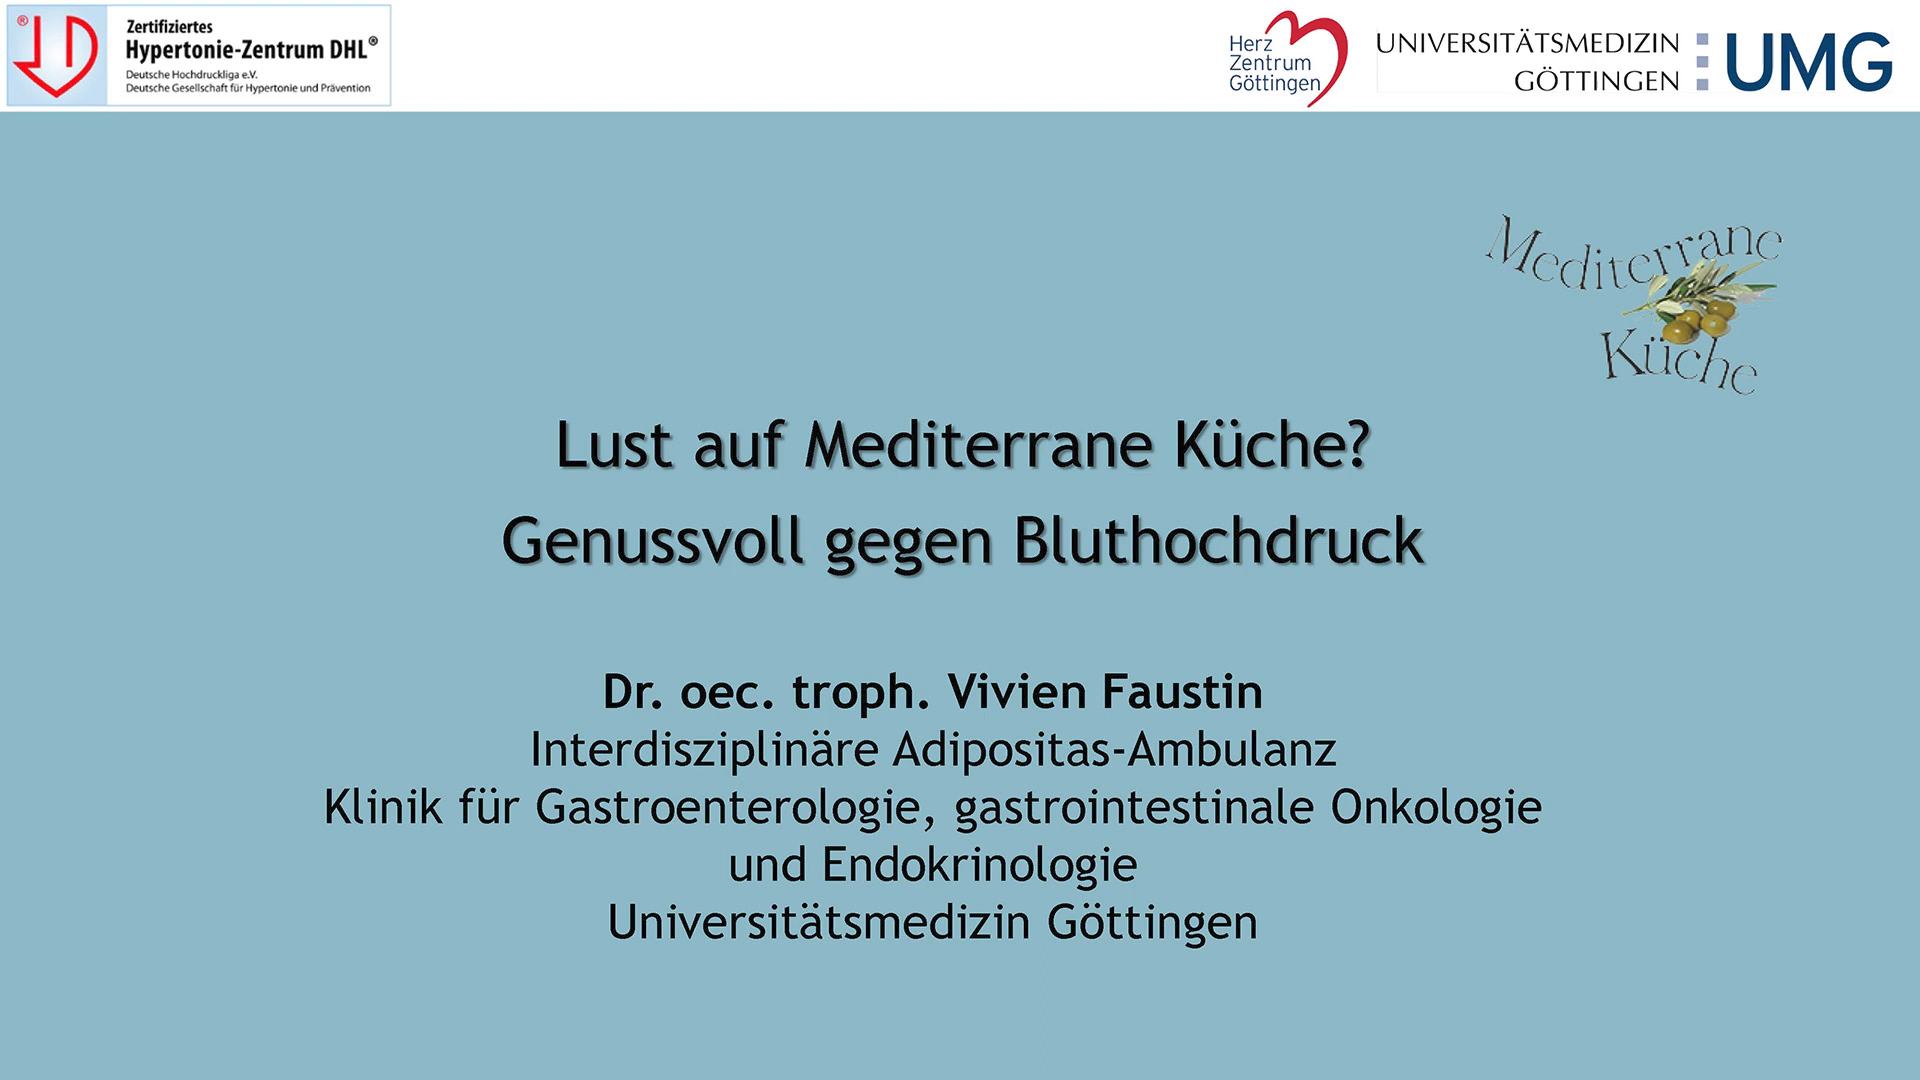 Zertifiziertes
Hypertonie-Zentrum DHL®
Deutsche Hochdruckliga e.V.
Deutsche Gesellschaft für Hypertonie und Prävention
Herz
Zentrum
Göttingen
UNIVERSITÄTSMEDIZIN
GÖTTINGEN
UMG
Mediterrane
Küche
Lust auf Mediterrane Küche?
Genussvoll gegen Bluthochdruck
Dr. oec. troph. Vivien Faustin
Interdisziplinäre Adipositas-Ambulanz
Klinik für Gastroenterologie, gastrointestinale Onkologie
und Endokrinologie
Universitätsmedizin Göttingen